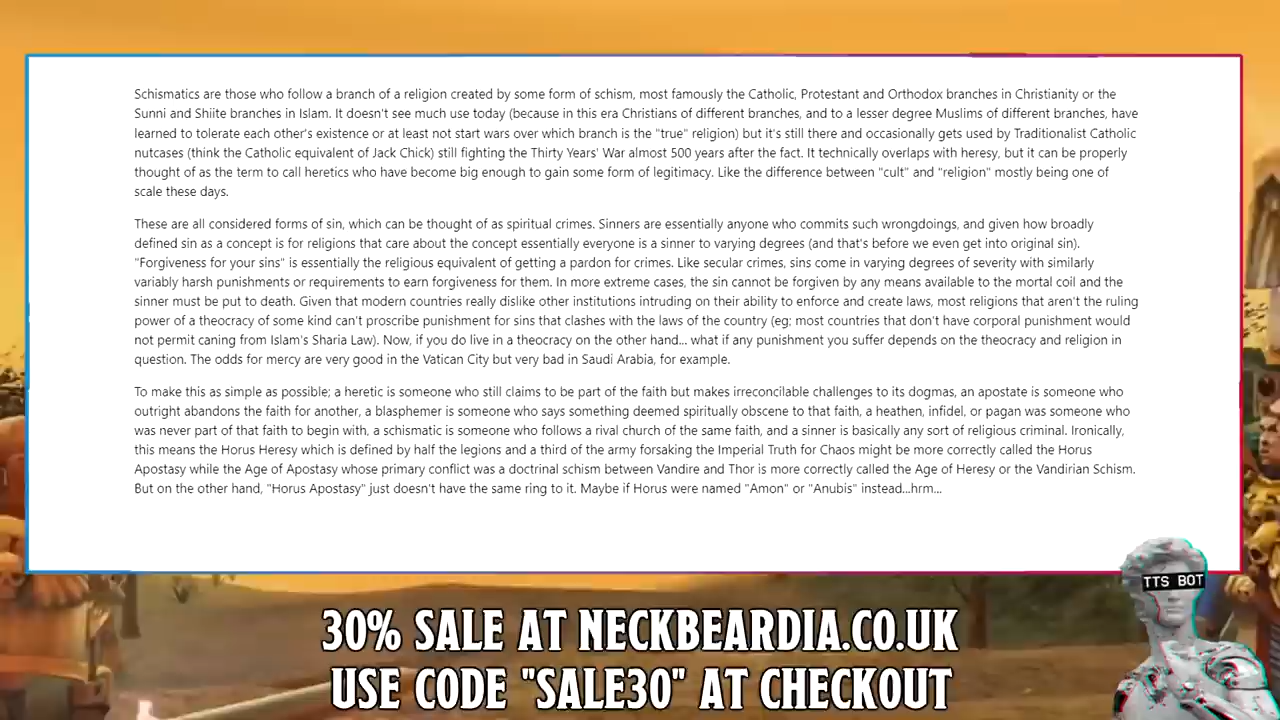 Schismatics are those who follow a branch of a religion created by some form of schism, most famously the Catholic, Protestant and Orthodox branches in Christianity or the
Sunni and Shiite branches in Islam. It doesn't see much use today (because in this era Christians of different branches, and to a lesser degree Muslims of different branches, have
learned to tolerate each other's existence or at least not start wars over which branch is the "true" religion) but it's still there and occasionally gets used by Traditionalist Catholic
nutcases (think the Catholic equivalent of Jack Chick) still fighting the Thirty Years' War almost 500 years after the fact. It technically overlaps with heresy, but it can be properly
thought of as the term to call heretics who have become big enough to gain some form of legitimacy. Like the difference between "cult" and "religion" mostly being one of
scale these days.
These are all considered forms of sin, which can be thought of as spiritual crimes. Sinners are essentially anyone who commits such wrongdoings, and given how broadly
defined sin as a concept is for religions that care about the concept essentially everyone is a sinner to varying degrees (and that's before we even get into original sin).
"Forgiveness for your sins" is essentially the religious equivalent of getting a pardon for crimes. Like secular crimes, sins come in varying degrees of severity with similarly
variably harsh punishments or requirements to earn forgiveness for them. In more extreme cases, the sin cannot be forgiven by any means available to the mortal coil and the
sinner must be put to death. Given that modern countries really dislike other institutions intruding on their ability to enforce and create laws, most religions that aren't the ruling
power of a theocracy of some kind can't proscribe punishment for sins that clashes with the laws of the country (eg; most countries that don't have corporal punishment would
not permit caning from Islam's Sharia Law). Now, if you do live in a theocracy on the other hand... what if any punishment you suffer depends on the theocracy and religion in
question. The odds for mercy are very good in the Vatican City but very bad in Saudi Arabia, for example.
To make this as simple as possible; a heretic is someone who still claims to be part of the faith but makes irreconcilable challenges to its dogmas, an apostate is someone who
outright abandons the faith for another, a blasphemer is someone who says something deemed spiritually obscene to that faith, a heathen, infidel, or pagan was someone who
was never part of that faith to begin with, a schismatic is someone who follows a rival church of the same faith, and a sinner is basically any sort of religious criminal. Ironically,
this means the Horus Heresy which is defined by half the legions and a third of the army forsaking the Imperial Truth for Chaos might be more correctly called the Horus
Apostasy while the Age of Apostasy whose primary conflict was a doctrinal schism between Vandire and Thor is more correctly called the Age of Heresy or the Vandirian Schism.
But on the other hand, "Horus Apostasy" just doesn't have the same ring to it. Maybe if Horus were named "Amon" or "Anubis" instead...hrm...
TTS BOT
30% SALE AT NECKBEARDIA.CO.UK
USE CODE "SALE30" AT CHECKOUT